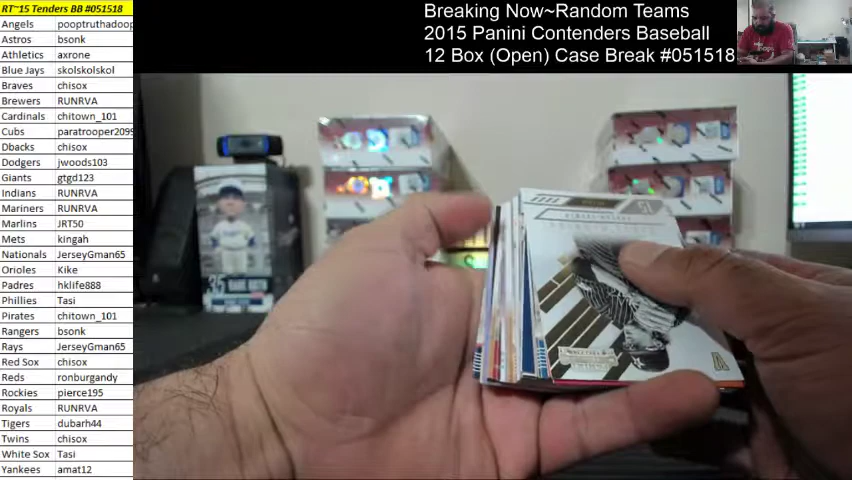 RT~15 Tenders BB #051518
Angels pooptruthadoop
Astros bsonk
Athletics axrone
Blue Jays skolskolskol
Braves chisox
Brewers RUNRVA
Cardinals chitown_101
Cubs paratrooper2099
Dbacks chisox
Dodgers jwoods103
Giants gtgd123
Indians RUNRVA
Mariners RUNRVA
Marlins JRT50
Mets kingah
Nationals JerseyGman65
Orioles Kike
Padres hklife888
Phillies Tasi
Pirates chitown_101
Rangers bsonk
Rays JerseyGman65
Red Sox chisox
Reds ronburgandy
Rockies pierce195
Royals RUNRVA
Tigers dubarh44
Twins chisox
White Sox Tasi
Yankees amat12
Breaking Now~Random Teams
2015 Panini Contenders Baseball
12 Box (Open) Case Break #051518